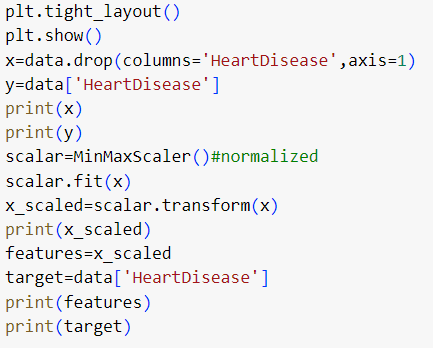 plt.tight_layout()
plt.show()
x=data.drop(columns='HeartDisease',axis=1)
y=data['HeartDisease']
print(x)
print(y)
scalar=MinMaxScaler()#normalized
scalar.fit(x)
x_scaled=scalar.transform(x)
print(x_scaled)
features=x_scaled
target=data['HeartDisease']
print(features)
print(target)